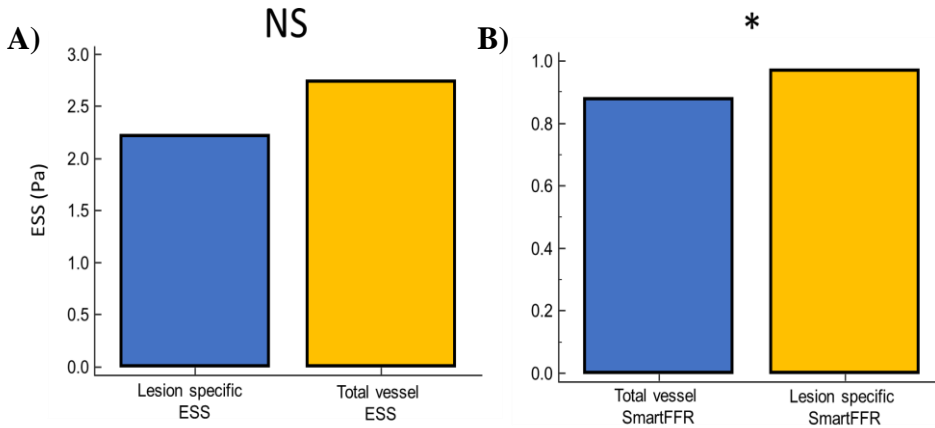 A)
NS
ESS (Pa)
3.0
2.5
2.0
1.5
1.0
0.5
0.0
Lesion specific
ESS
Total vessel
ESS
B)
*
1.0
0.8
0.6
0.4
0.2
0.0
Total vessel
SmartFFR
Lesion specific
SmartFFR